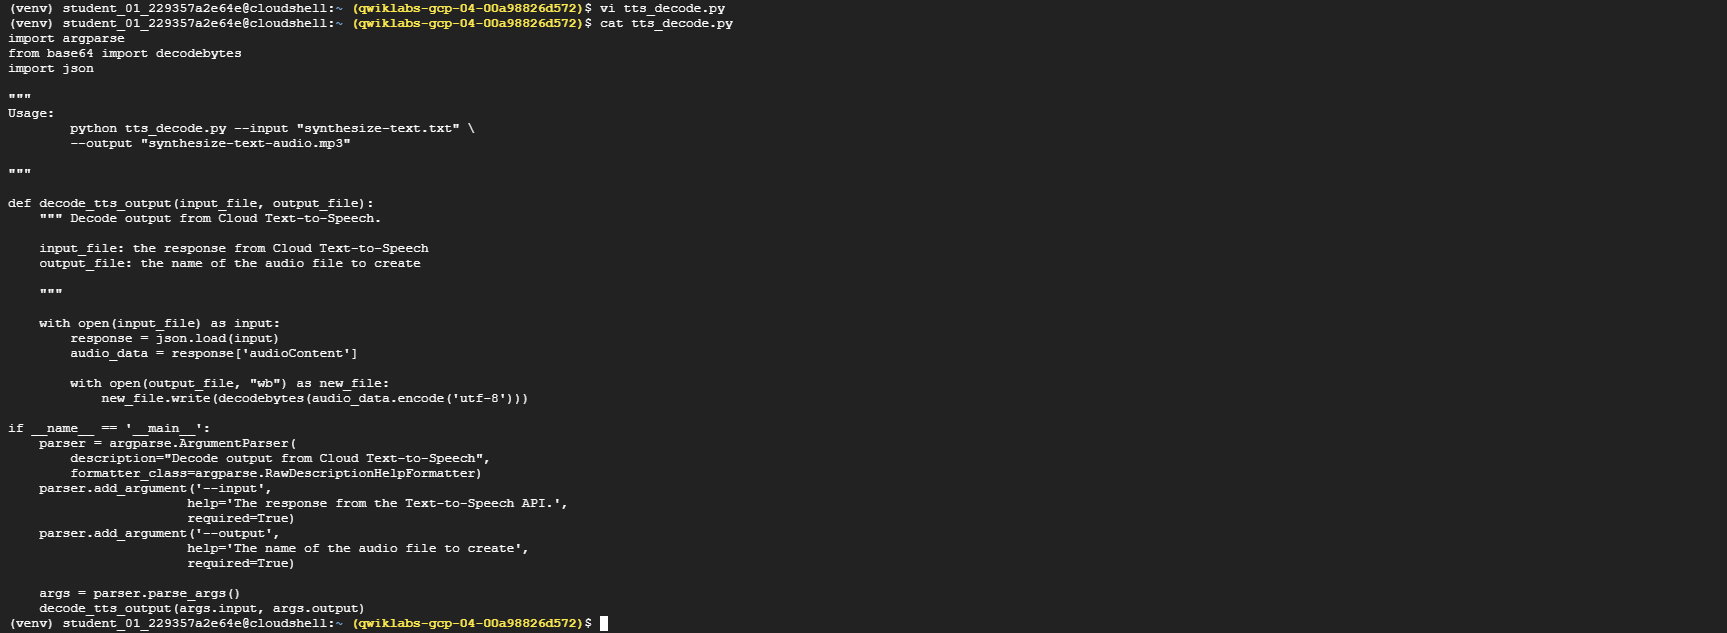 (venv) student_01_229357a2e64e@cloudshell:~ (qwiklabs-gcp-04-00a98826d572)$ vi tts_decode.py
(venv) student_01_229357a2e64e@cloudshell:~ (qwiklabs-gcp-04-00a98826d572)$ cat tts_decode.py
import argparse
from base64 import decodebytes
import json

"""
Usage:
        python tts_decode.py --input "synthesize-text.txt" \
        --output "synthesize-text-audio.mp3"

"""

def decode_tts_output(input_file, output_file):
    """ Decode output from Cloud Text-to-Speech.

    input_file: the response from Cloud Text-to-Speech
    output_file: the name of the audio file to create

    """

    with open(input_file) as input:
        response = json.load(input)
        audio_data = response['audioContent']

        with open(output_file, "wb") as new_file:
            new_file.write(decodebytes(audio_data.encode('utf-8')))

if __name__ == '__main__':
    parser = argparse.ArgumentParser(
        description="Decode output from Cloud Text-to-Speech",
        formatter_class=argparse.RawDescriptionHelpFormatter)
    parser.add_argument('--input',
                       help='The response from the Text-to-Speech API.',
                       required=True)
    parser.add_argument('--output',
                       help='The name of the audio file to create',
                       required=True)

    args = parser.parse_args()
    decode_tts_output(args.input, args.output)
(venv) student_01_229357a2e64e@cloudshell:~ (qwiklabs-gcp-04-00a98826d572)$